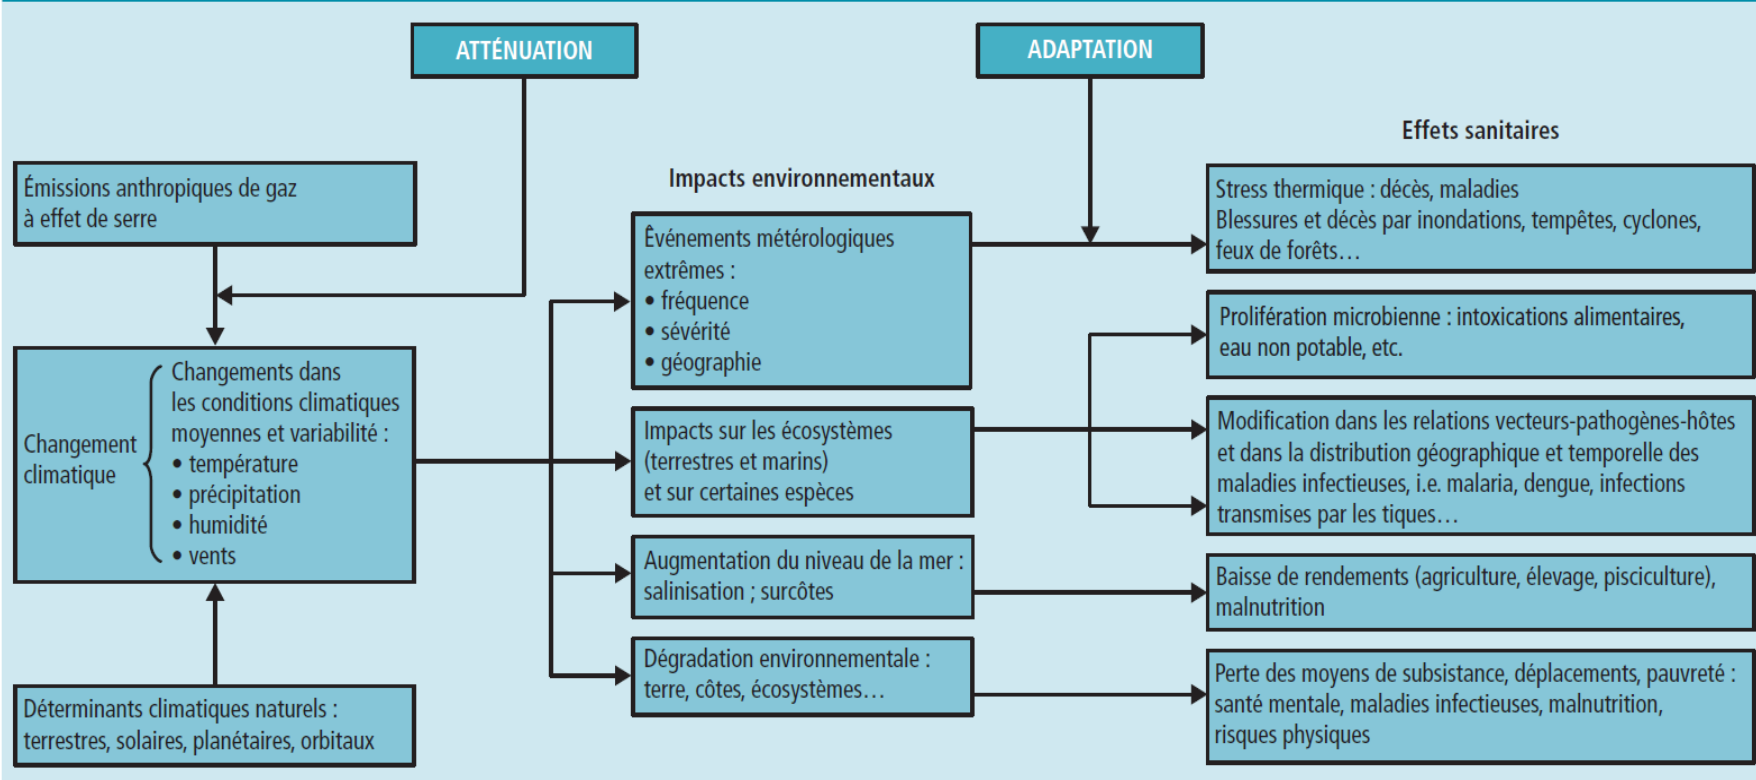 ATTÉNUATION
ADAPTATION
Effets sanitaires
Impacts environnementaux
Émissions anthropiques de gaz
à effet de serre
Changement
climatique
Changements dans
les conditions climatiques
moyennes et variabilité :
• température
• précipitation
• humidité
• vents
Déterminants climatiques naturels :
terrestres, solaires, planétaires, orbitaux
Événements métérologiques
extrêmes :
• fréquence
• sévérité
• géographie
Impacts sur les écosystèmes
(terrestres et marins)
et sur certaines espèces
Augmentation du niveau de la mer :
salinisation ; surcôtes
Dégradation environnementale :
terre, côtes, écosystèmes…
Stress thermique : décès, maladies
Blessures et décès par inondations, tempêtes, cyclones,
feux de forêts…
Prolifération microbienne : intoxications alimentaires,
eau non potable, etc.
Modification dans les relations vecteurs-pathogènes-hôtes
et dans la distribution géographique et temporelle des
maladies infectieuses, i.e. malaria, dengue, infections
transmises par les tiques…
Baisse de rendements (agriculture, élevage, pisciculture),
malnutrition
Perte des moyens de subsistance, déplacements, pauvreté :
santé mentale, maladies infectieuses, malnutrition,
risques physiques